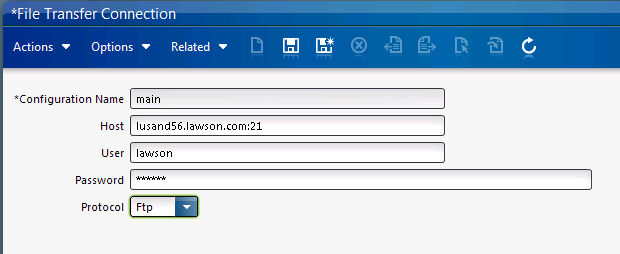 *File Transfer Connection
Actions Options Related
*Configuration Name main
Host lusand56.lawson.com:21
User lawson
Password ******
Protocol Ftp